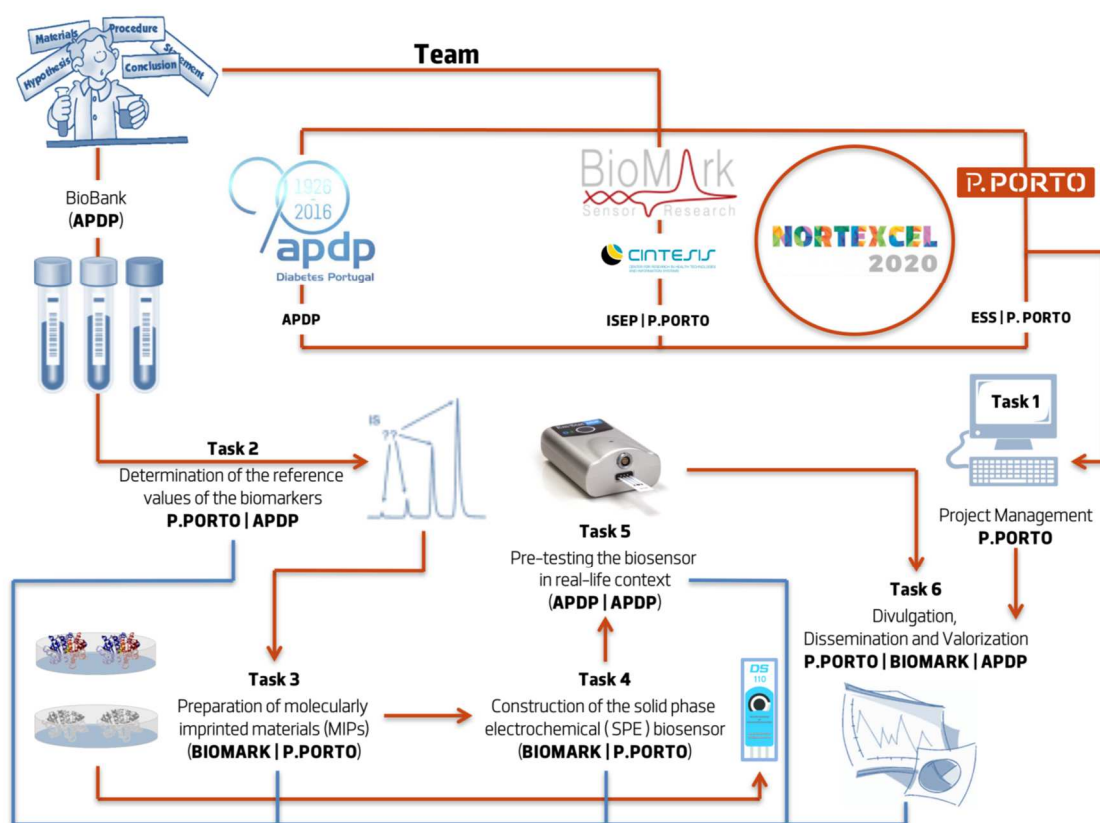 Materials
Procedure
Hypothesis
Conclusion
Team
BioBank
(APDP)
1926
-
2016
apdp
Diabetes Portugal
APDP
BioMArk
Sensor Research
CINTESIS
ISEP | P.PORTO
NORTEXCEL
2020
P.PORTO
ESS | P. PORTO
Task 1
Project Management
P.PORTO
Task 2
Determination of the reference
values of the biomarkers
P.PORTO | APDP
IS
??
Task 5
Pre-testing the biosensor
in real-life context
(APDP | APDP)
Task 6
Divulgation,
Dissemination and Valorization
P.PORTO | BIOMARK | APDP
Task 3
Preparation of molecularly
imprinted materials (MIPs)
(BIOMARK | P.PORTO)
Task 4
Construction of the solid phase
electrochemical (SPE) biosensor
(BIOMARK | P.PORTO)
DS
110